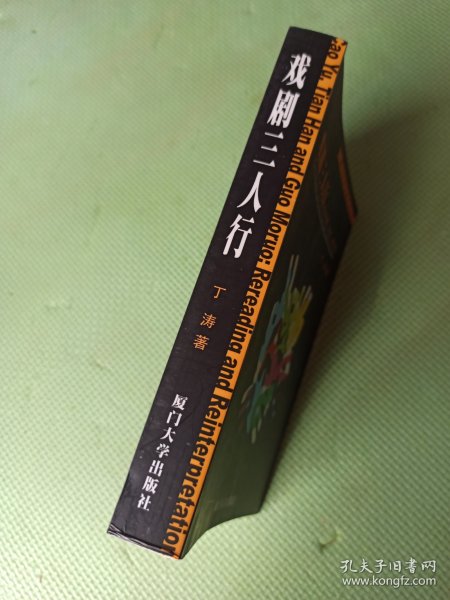 戏剧三人行
丁涛著
厦门大学出版社
Cao Yu, Tian Han and Guo Moruo: Rereading and Reinterpretation
孔夫子旧书网
www.kongfz.com